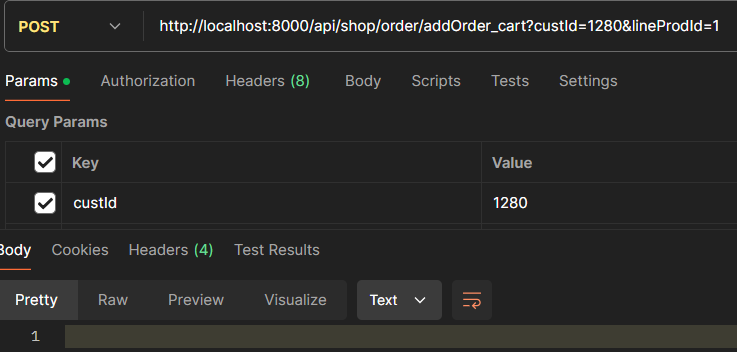 POST http://localhost:8000/api/shop/order/addOrder_cart?custId=1280&lineProdId=1
Params Authorization Headers (8) Body Scripts Tests Settings
Query Params
Key Value
custId 1280
Body Cookies Headers (4) Test Results
Pretty Raw Preview Visualize Text
1